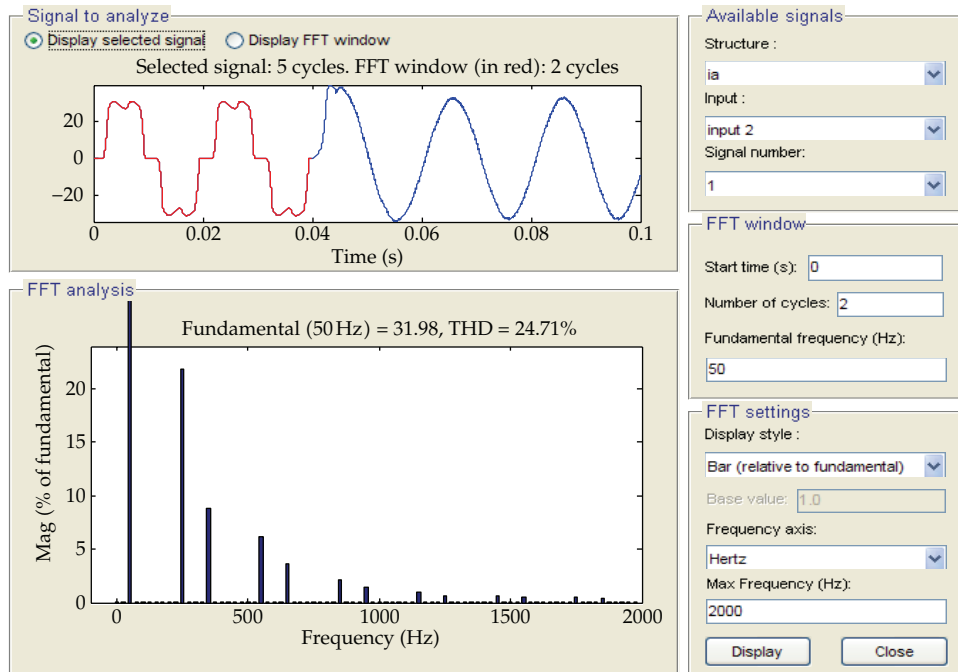 Signal to analyze
Display selected signal Display FFT window
Selected signal: 5 cycles. FFT window (in red): 2 cycles
20
0
−20
0 0.02 0.04 0.06 0.08 0.1
Time (s)
FFT analysis
Fundamental (50 Hz) = 31.98, THD = 24.71%
Mag (% of fundamental)
20
15
10
5
0
0 500 1000 1500 2000
Frequency (Hz)
Available signals
Structure :
ia
Input :
input 2
Signal number:
1
FFT window
Start time (s): 0
Number of cycles: 2
Fundamental frequency (Hz):
50
FFT settings
Display style :
Bar (relative to fundamental)
Base value: 1.0
Frequency axis:
Hertz
Max Frequency (Hz):
2000
Display Close